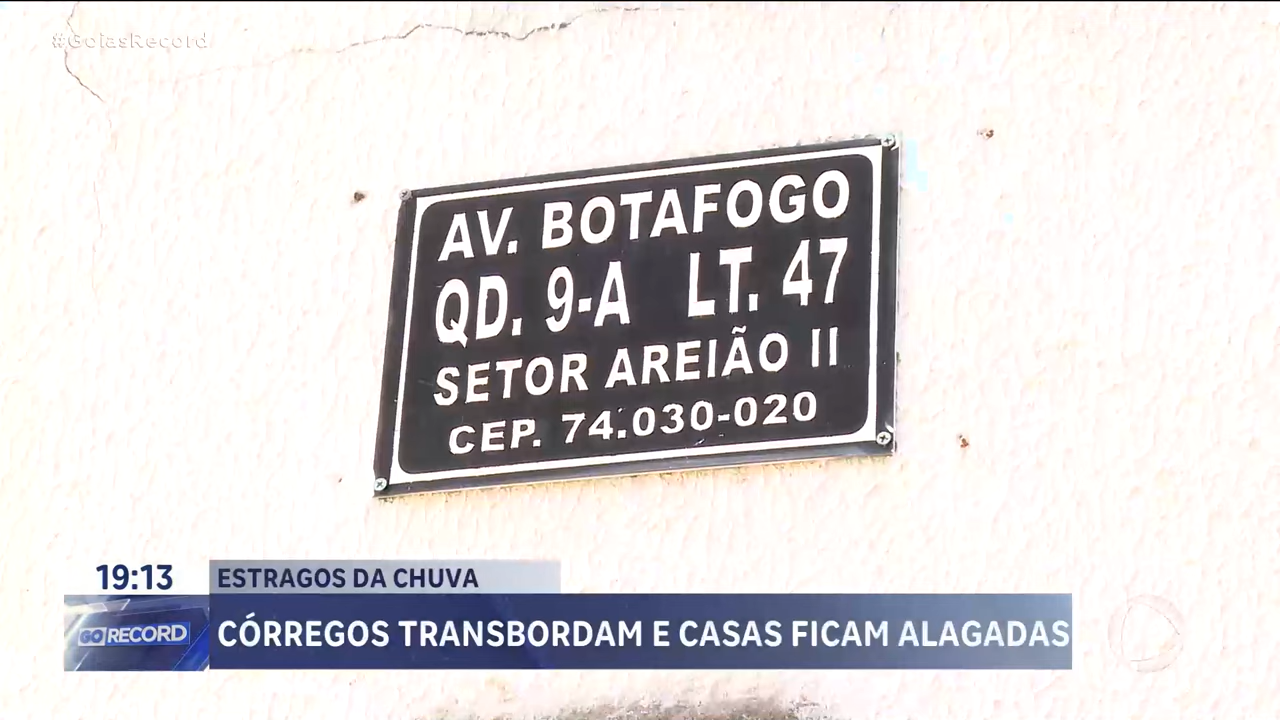 #GoiasRecord
AV. BOTAFOGO
QD. 9-A LT. 47
SETOR AREIÃO II
CEP. 74.030-020
19:13
ESTRAGOS DA CHUVA
GO RECORD
CÓRREGOS TRANSBORDAM E CASAS FICAM ALAGADAS